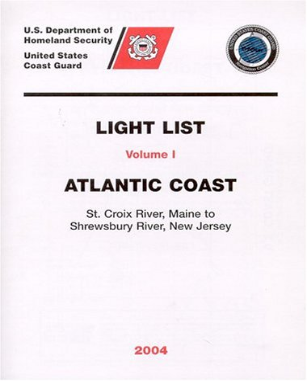 U.S. Department of
Homeland Security
United States
Coast Guard
LIGHT LIST
Volume I
ATLANTIC COAST
St. Croix River, Maine to
Shrewsbury River, New Jersey
2004